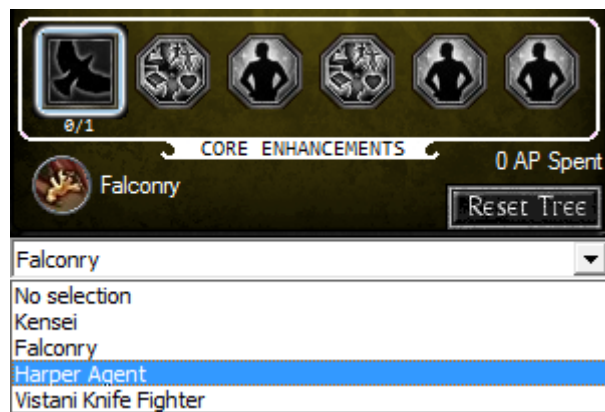 0/1
CORE ENHANCEMENTS
0 AP Spent
Falconry
Reset Tree
Falconry
No selection
Kensei
Falconry
Harper Agent
Vistani Knife Fighter